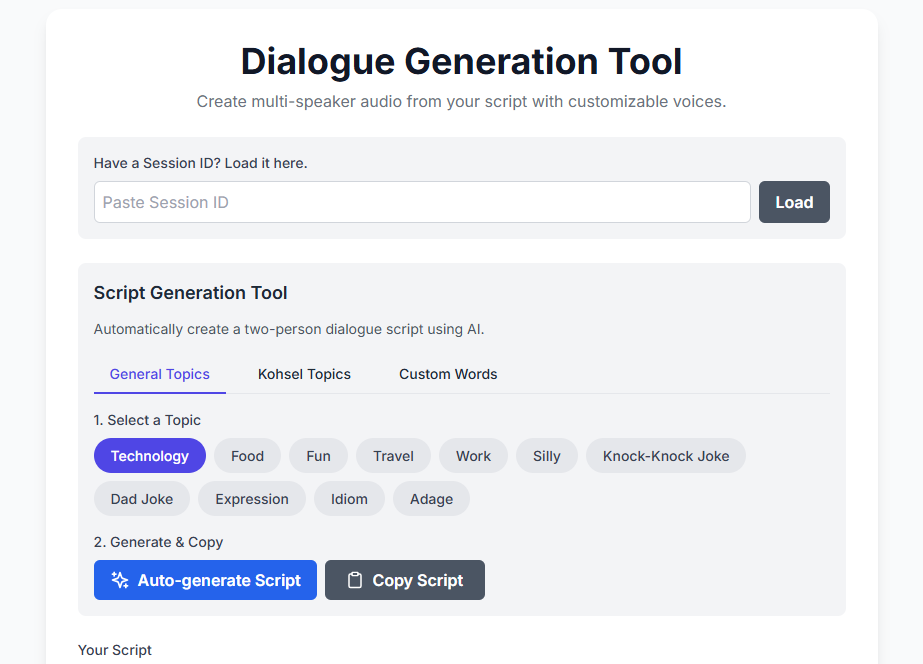 Dialogue Generation Tool
Create multi-speaker audio from your script with customizable voices.
Have a Session ID? Load it here.
Paste Session ID
Load
Script Generation Tool
Automatically create a two-person dialogue script using AI.
General Topics Kohsel Topics Custom Words
1. Select a Topic
Technology Food Fun Travel Work Silly Knock-Knock Joke
Dad Joke Expression Idiom Adage
2. Generate & Copy
Auto-generate Script Copy Script
Your Script